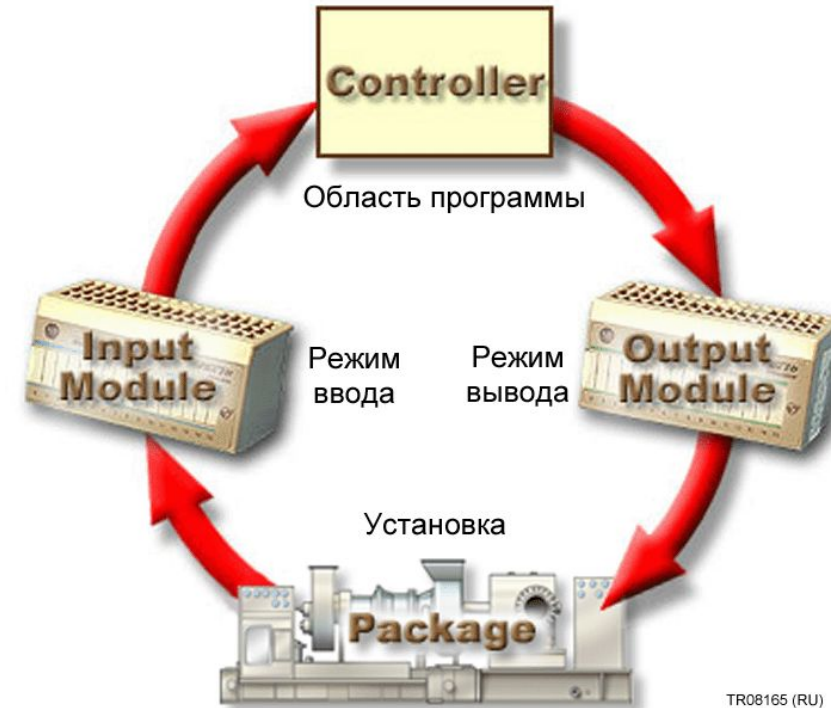 Controller
Область программы
Input
Module
Режим
ввода
Режим
вывода
Output
Module
Установка
Package
TR08165 (RU)